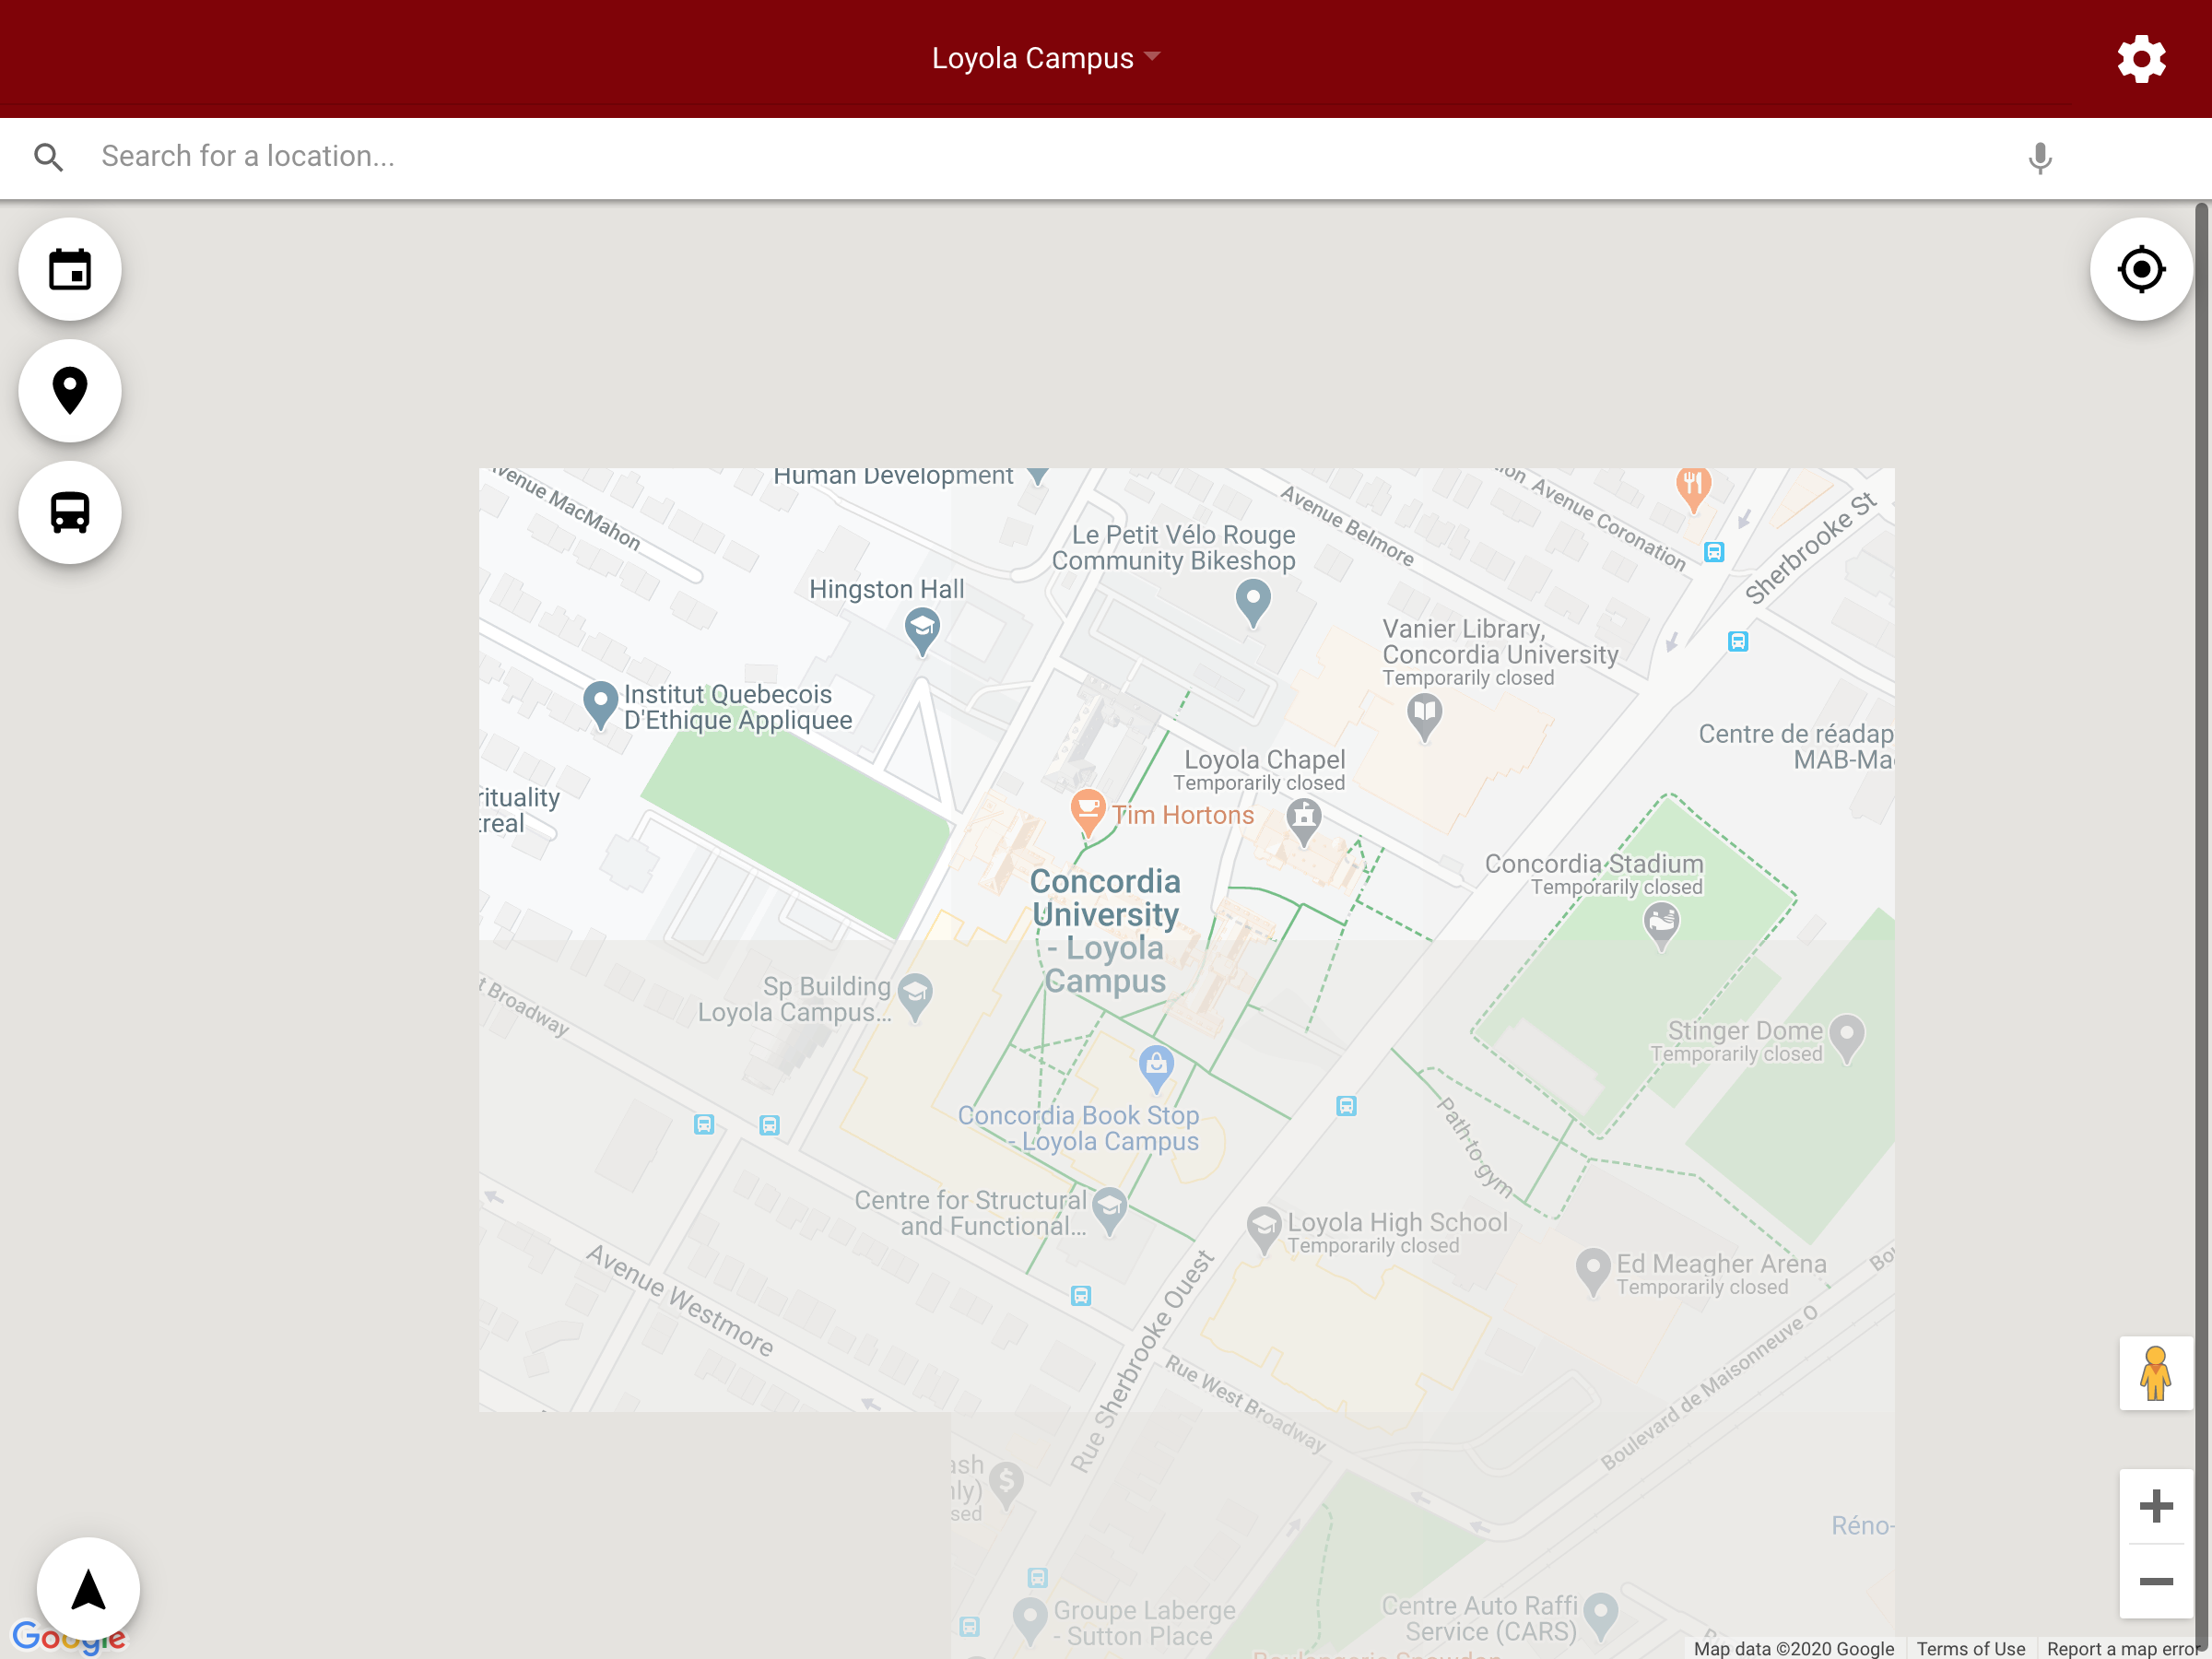 Loyola Campus
Search for a location...
Human Development
Avenue Belmore
Avenue Coronation
Sherbrooke St
Le Petit Vélo Rouge
Community Bikeshop
Hingston Hall
Vanier Library,
Concordia University
Temporarily closed
Institut Quebecois
D'Ethique Appliquee
Centre de réadap
MAB-Ma
Loyola Chapel
Temporarily closed
rituality
treal
Tim Hortons
Concordia
University
- Loyola
Campus
Concordia Stadium
Temporarily closed
Sp Building
Loyola Campus...
t Broadway
Stinger Dome
Temporarily closed
Concordia Book Stop
- Loyola Campus
Path to gym
Centre for Structural
and Functional...
Loyola High School
Temporarily closed
Ed Meagher Arena
Temporarily closed
Avenue Westmore
Rue Sherbrooke Ouest
Rue West Broadway
Boulevard de Maisonneuve O
ash
nly)
sed
Réno-
Groupe Laberge
- Sutton Place
Centre Auto Raffi
Service (CARS)
Google
Map data ©2020 Google
Terms of Use
Report a map error